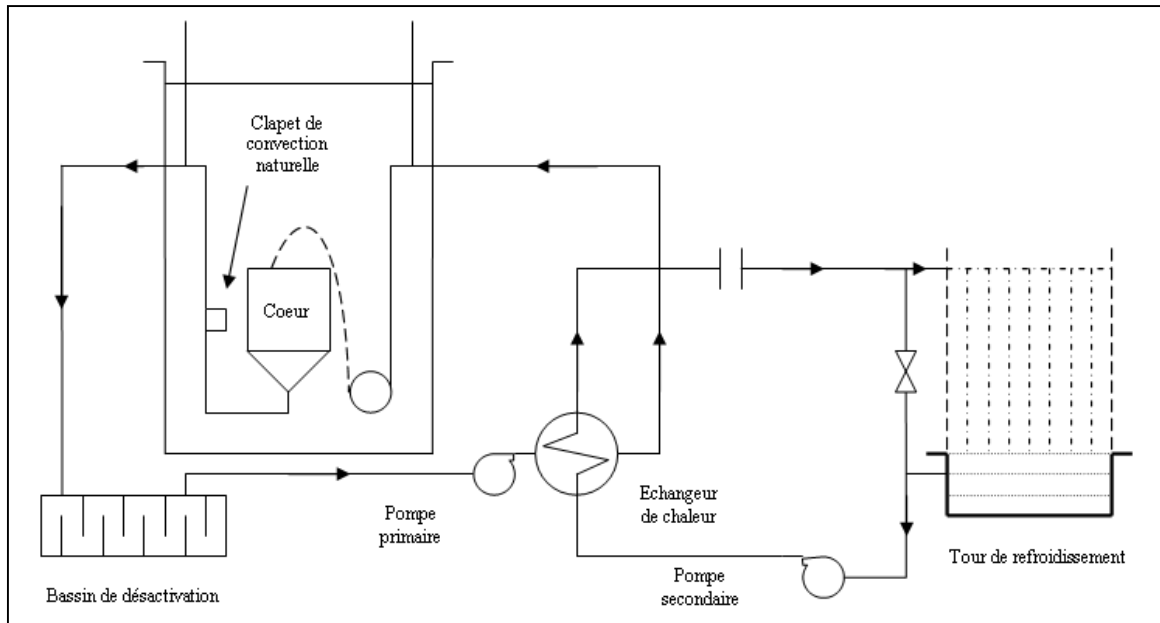 Clapet de
convection
naturelle
Coeur
Echangeur
de chaleur
Pompe
primaire
Tour de refroidissement
Pompe
secondaire
Bassin de désactivation